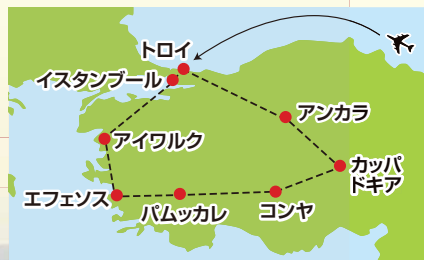 トロイ
イスタンブール
アンカラ
アイワルク
カッパ
ドキア
エフェソス
パムッカレ
コンヤ